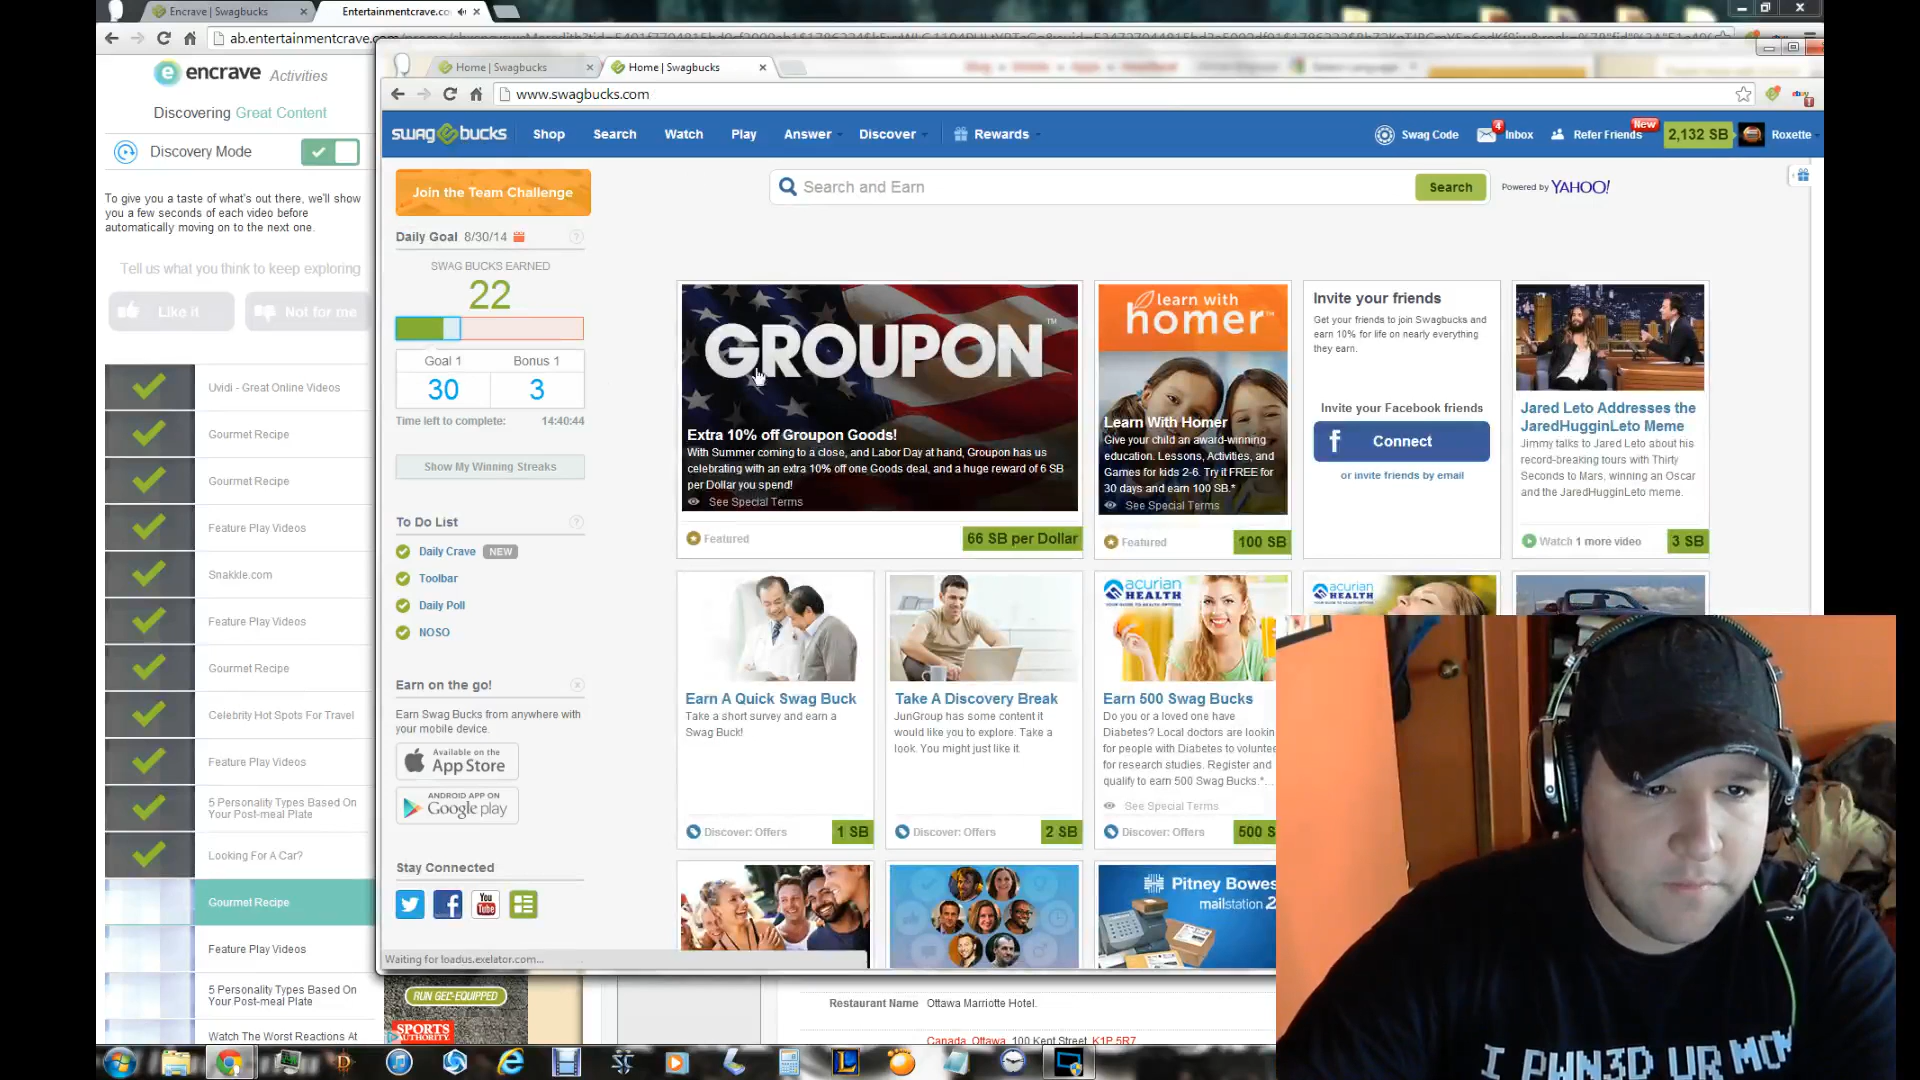 Encrave | Swagbucks
Entertainmentcrave.co
ab.entertainmentcrave.com
encrave Activities
Discovering Great Content
Discovery Mode
To give you a taste of what's out there, we'll show
you a few seconds of each video before
automatically moving on to the next one.
Tell us what you think to keep exploring
Like it
Not for me
Uvidi - Great Online Videos
Gourmet Recipe
Gourmet Recipe
Feature Play Videos
Snakkle.com
Feature Play Videos
Gourmet Recipe
Celebrity Hot Spots For Travel
Feature Play Videos
5 Personality Types Based On
Your Post-meal Plate
Looking For A Car?
Gourmet Recipe
Feature Play Videos
5 Personality Types Based On
Your Post-meal Plate
Watch The Worst Reactions At
Home | Swagbucks
Home | Swagbucks
www.swagbucks.com
swagbucks
Shop
Search
Watch
Play
Answer
Discover
Rewards
Swag Code
4
Inbox
Refer Friends
New
2,132 SB
Roxette
Join the Team Challenge
Search and Earn
Search
Powered by YAHOO!
Daily Goal 8/30/14
SWAG BUCKS EARNED
22
Goal 1
Bonus 1
30
3
Time left to complete: 14:40:44
Show My Winning Streaks
To Do List
Daily Crave NEW
Toolbar
Daily Poll
NOSO
Earn on the go!
Earn Swag Bucks from anywhere with
your mobile device.
Available on the
App Store
ANDROID APP ON
Google play
Stay Connected
You
Tube
Waiting for loadus.exelator.com...
GROUPON™
Extra 10% off Groupon Goods!
With Summer coming to a close, and Labor Day at hand, Groupon has us
celebrating with an extra 10% off one Goods deal, and a huge reward of 6 SB
per Dollar you spend!
See Special Terms
Featured
66 SB per Dollar
learn with
homer™
Learn With Homer
Give your child an award-winning
education. Lessons, Activities, and
Games for kids 2-6. Try it FREE for
30 days and earn 100 SB.*
See Special Terms
Featured
100 SB
Invite your friends
Get your friends to join Swagbucks and
earn 10% for life on nearly everything
they earn.
Invite your Facebook friends
Connect
or invite friends by email
Jared Leto Addresses the
JaredHugginLeto Meme
Jimmy talks to Jared Leto about his
record-breaking tours with Thirty
Seconds to Mars, winning an Oscar
and the JaredHugginLeto meme.
Watch 1 more video
3 SB
Earn A Quick Swag Buck
Take a short survey and earn a
Swag Buck!
Discover: Offers
1 SB
Take A Discovery Break
JunGroup has some content it
would like you to explore. Take a
look. You might just like it
Discover: Offers
2 SB
acurian
HEALTH
Earn 500 Swag Bucks
Do you or a loved one have
Diabetes? Local doctors are lookin
for people with Diabetes to voluntee
for research studies. Register and
qualify to earn 500 Swag Bucks.*
See Special Terms
Discover: Offers
500 S
acurian
HEALTH
Pitney Bowes
mailstation 2
RUN GEL-EQUIPPED
SPORTS
AUTHORITY
Restaurant Name Ottawa Marriotte Hotel.
Canada, Ottawa, 100 Kent Street, K1P 5R7
I PWN3D UR MOM